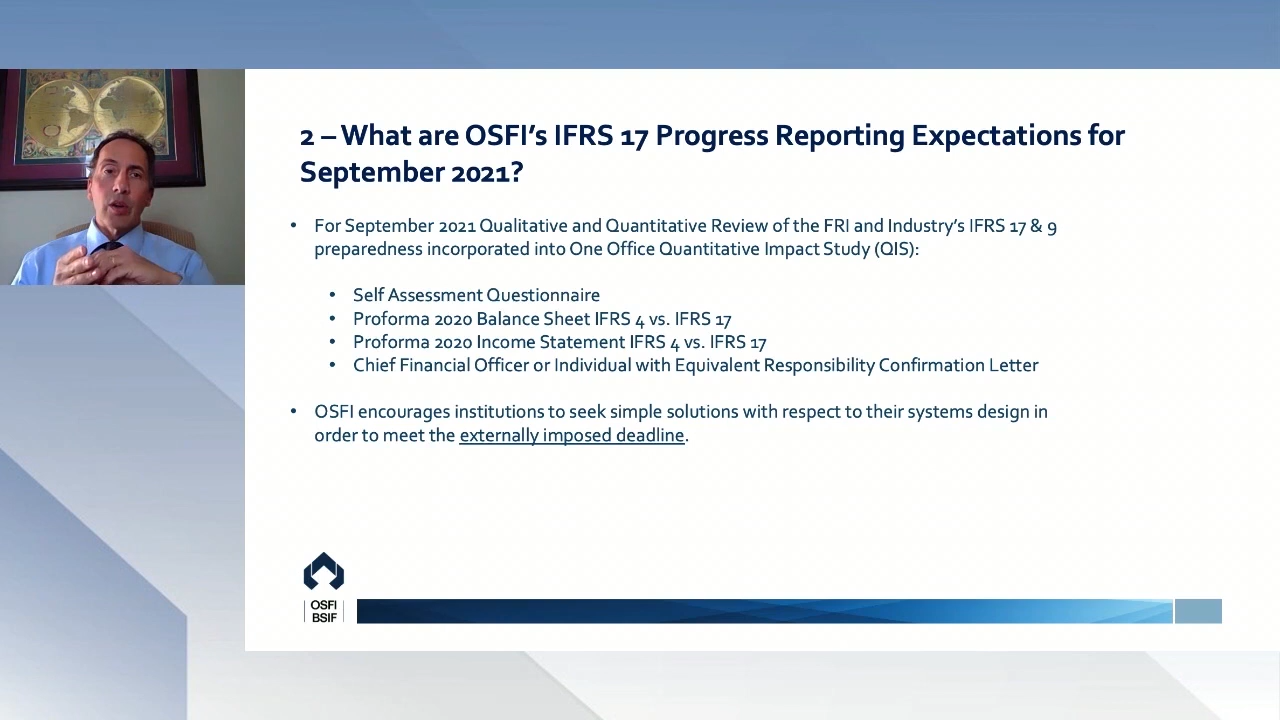 2 – What are OSFI's IFRS 17 Progress Reporting Expectations for
September 2021?
• For September 2021 Qualitative and Quantitative Review of the FRI and Industry's IFRS 17 & 9
preparedness incorporated into One Office Quantitative Impact Study (QIS):
• Self Assessment Questionnaire
• Proforma 2020 Balance Sheet IFRS 4 vs. IFRS 17
• Proforma 2020 Income Statement IFRS 4 vs. IFRS 17
• Chief Financial Officer or Individual with Equivalent Responsibility Confirmation Letter
• OSFI encourages institutions to seek simple solutions with respect to their systems design in
order to meet the externally imposed deadline.
OSFI
BSIF